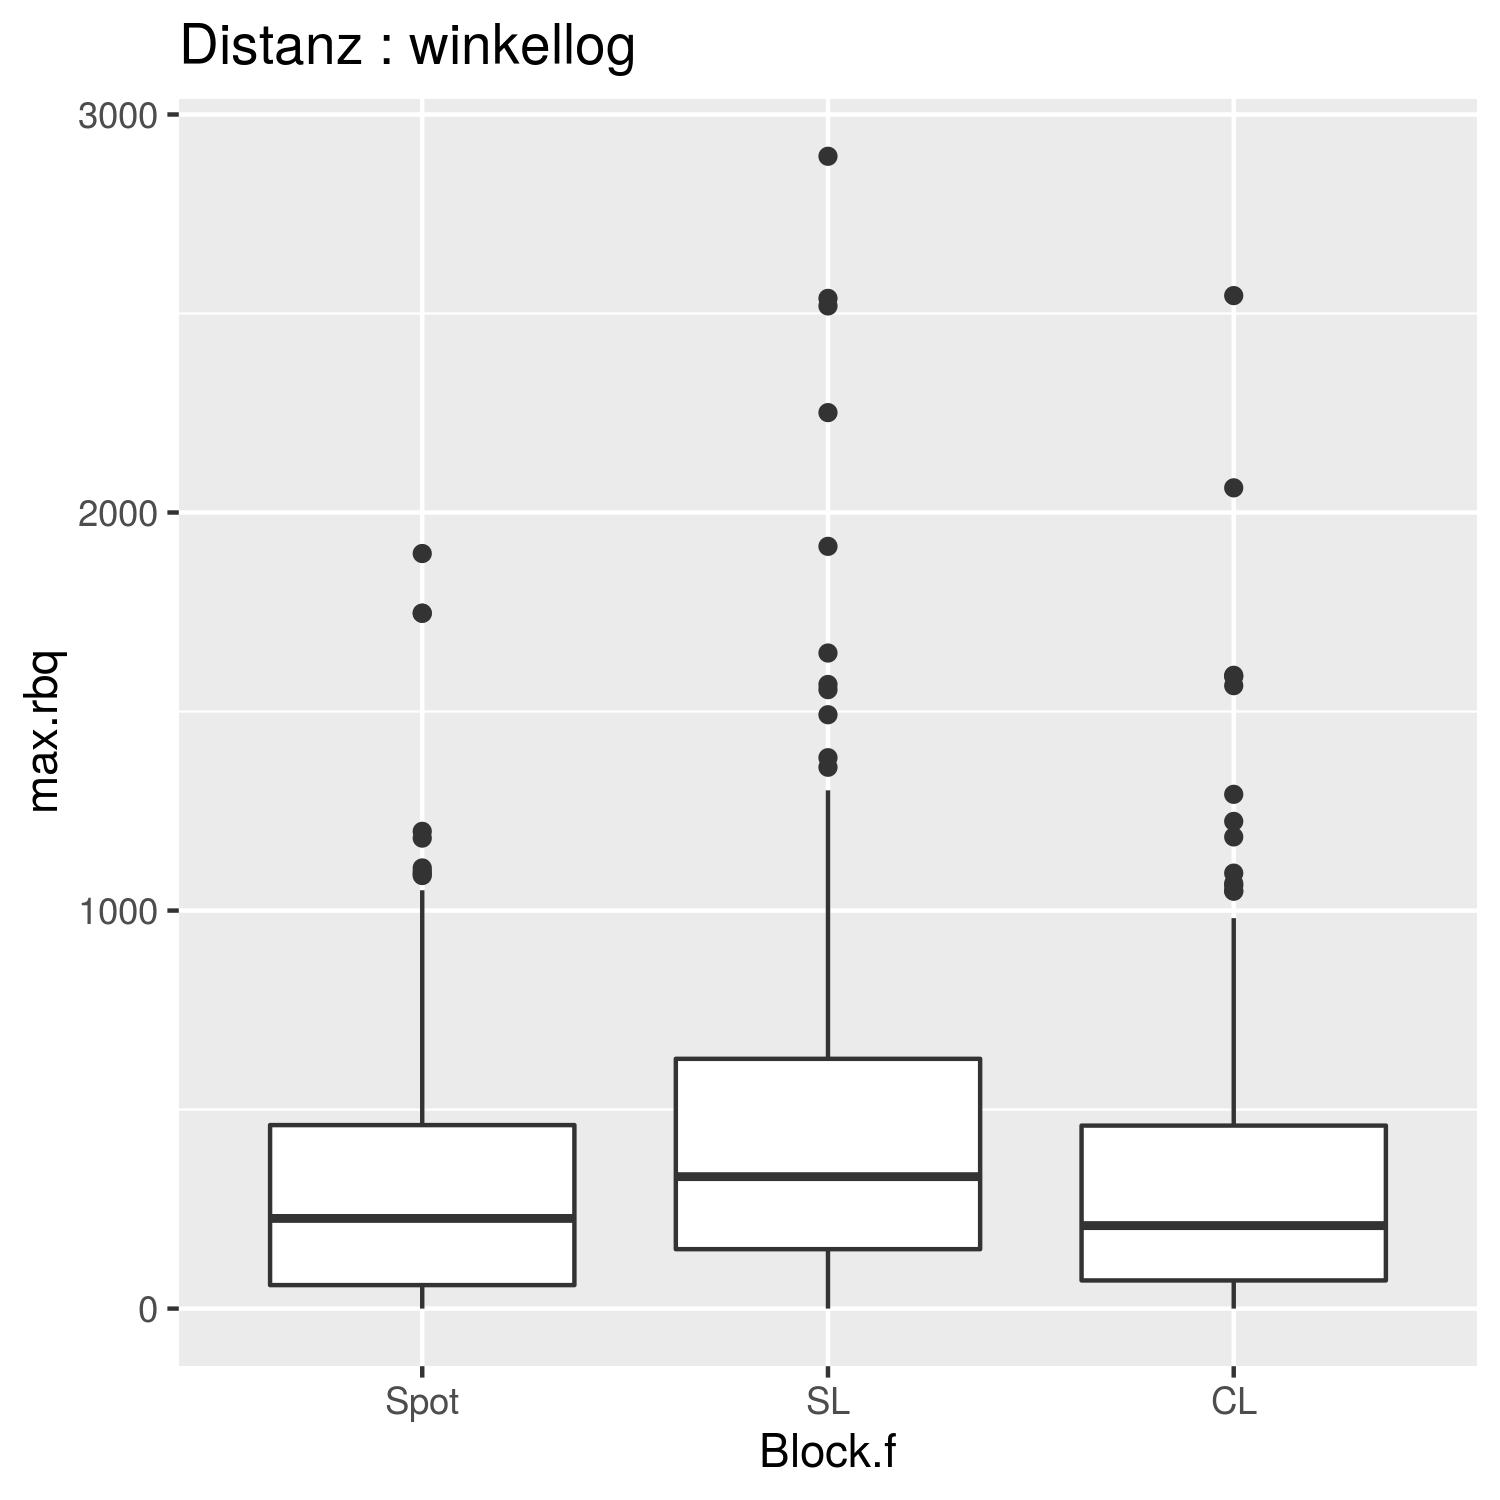 Distanz : winkellog
3000
2000
1000
0
max.rbq
Spot SL CL
Block.f